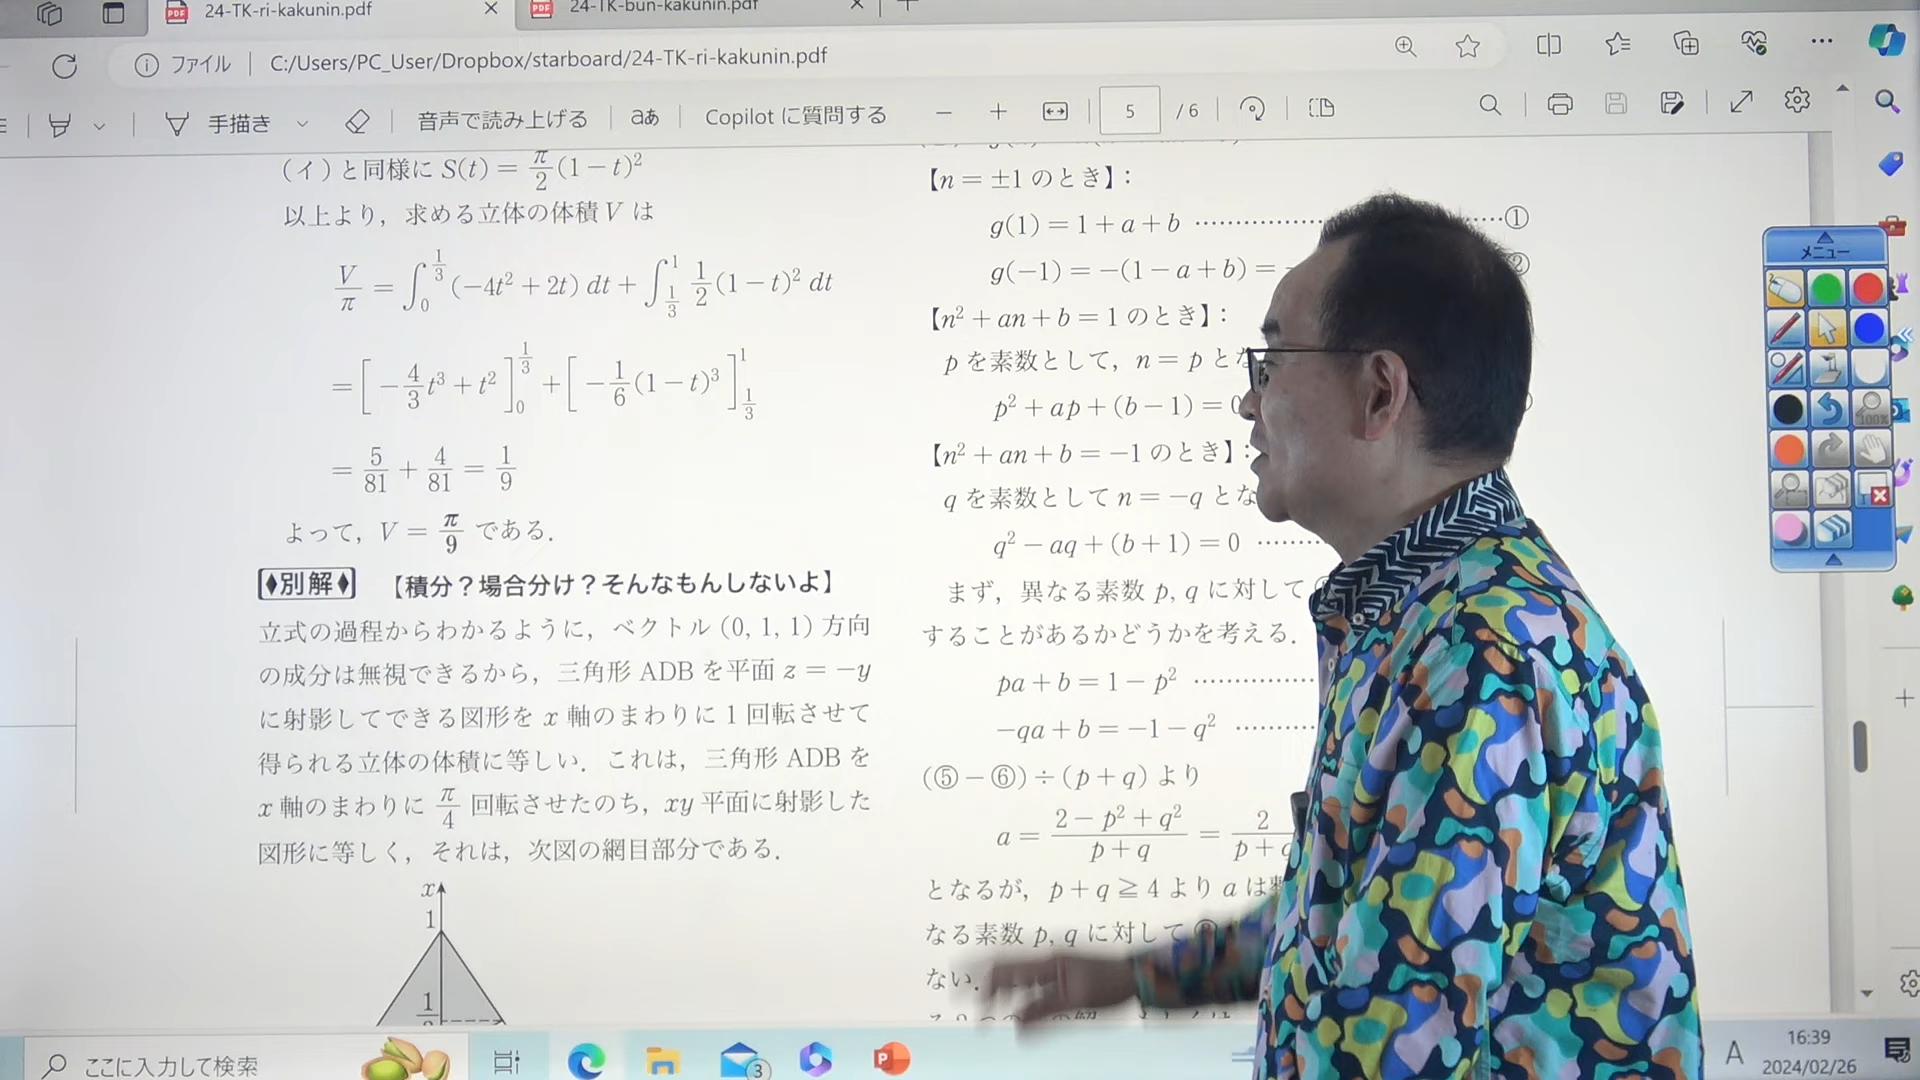 24-TK-ri-kakunin.pdf
24-TK-bun-kakunin.pdf
ファイル
C:/Users/PC_User/Dropbox/starboard/24-TK-ri-kakunin.pdf
手描き
音声で読み上げる
aあ
Copilot に質問する
5
/ 6
(イ)と同様に S(t) = π/2 (1 − t)²
以上より，求める立体の体積 V は
V/π = ∫₀^{1/3} (−4t² + 2t) dt + ∫_{1/3}^{1} 1/2 (1 − t)² dt
= [ −4/3 t³ + t² ]₀^{1/3} + [ −1/6 (1 − t)³ ]_{1/3}^{1}
= 5/81 + 4/81 = 1/9
よって，V = π/9 である．
♦別解♦ 【積分？場合分け？そんなもんしないよ】
立式の過程からわかるように，ベクトル (0, 1, 1) 方向
の成分は無視できるから，三角形 ADB を平面 z = −y
に射影してできる図形を x 軸のまわりに 1 回転させて
得られる立体の体積に等しい．これは，三角形 ADB を
x 軸のまわりに π/4 回転させたのち，xy 平面に射影した
図形に等しく，それは，次図の網目部分である．
x
1
【n = ±1 のとき】:
g(1) = 1 + a + b ……①
g(−1) = −(1 − a + b) =
【n² + an + b = 1 のとき】:
p を素数として，n = p とな
p² + ap + (b − 1) = 0
【n² + an + b = −1 のとき】:
q を素数として n = −q とな
q² − aq + (b + 1) = 0 ……
まず，異なる素数 p, q に対して
することがあるかどうかを考える．
pa + b = 1 − p² ……
−qa + b = −1 − q² ……
(⑤ − ⑥) ÷ (p + q) より
a = (2 − p² + q²)/(p + q) = 2/(p + q
となるが，p + q ≧ 4 より a は
なる素数 p, q に対して
ない．
メニュー
100%
ここに入力して検索
3
A
16:39
2024/02/26